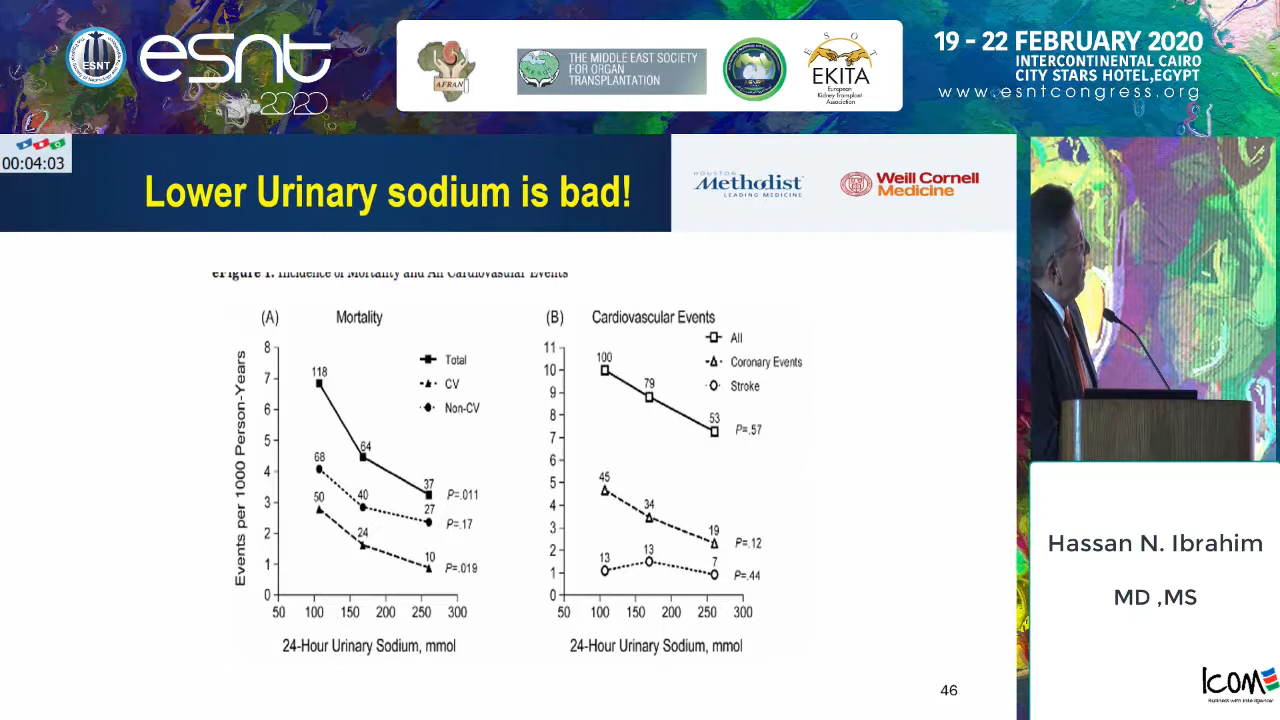 ESNT
esnt
2020
AFRAN
THE MIDDLE EAST SOCIETY
FOR ORGAN
TRANSPLANTATION
ESOT
EKITA
European
Kidney Transplant
Association
19 - 22 FEBRUARY 2020
INTERCONTINENTAL CAIRO
CITY STARS HOTEL,EGYPT
www.esntcongress.org
00:04:03
Lower Urinary sodium is bad!
HOUSTON
Methodist
LEADING MEDICINE
Weill Cornell
Medicine
eFigure 1. Incidence of Mortality and All Cardiovascular Events
(A) Mortality
Events per 1000 Person-Years
8
7
6
5
4
3
2
1
0
50 100 150 200 250 300
24-Hour Urinary Sodium, mmol
Total
CV
Non-CV
118
64
37
P=.011
68
40
27
P=.17
50
24
10
P=.019
(B) Cardiovascular Events
11
10
9
8
7
6
5
4
3
2
1
0
50 100 150 200 250 300
24-Hour Urinary Sodium, mmol
All
Coronary Events
Stroke
100
79
53
P=.57
45
34
19
P=.12
13
13
7
P=.44
46
Hassan N. Ibrahim
MD ,MS
Icom